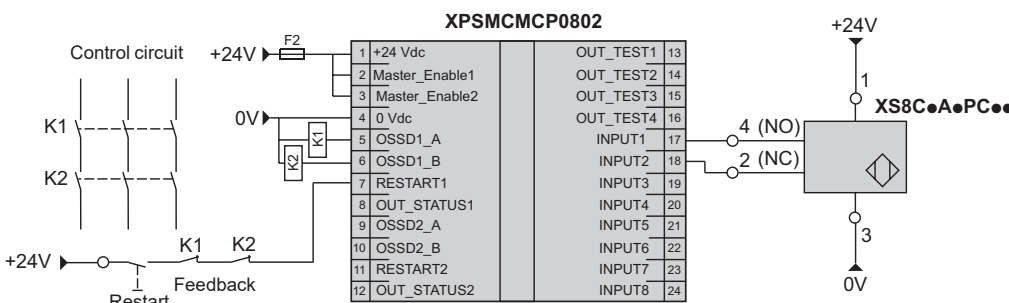 XPSMCMCP0802
Control circuit
+24V
F2
K1
K2
0V
K1
K2
1 +24 Vdc
2 Master_Enable1
3 Master_Enable2
4 0 Vdc
5 OSSD1_A
6 OSSD1_B
7 RESTART1
8 OUT_STATUS1
9 OSSD2_A
10 OSSD2_B
11 RESTART2
12 OUT_STATUS2
OUT_TEST1 13
OUT_TEST2 14
OUT_TEST3 15
OUT_TEST4 16
INPUT1 17
INPUT2 18
INPUT3 19
INPUT4 20
INPUT5 21
INPUT6 22
INPUT7 23
INPUT8 24
+24V
1
XS8C●A●PC●●
4 (NO)
2 (NC)
3
0V
+24V
K1 K2
Feedback
Restart